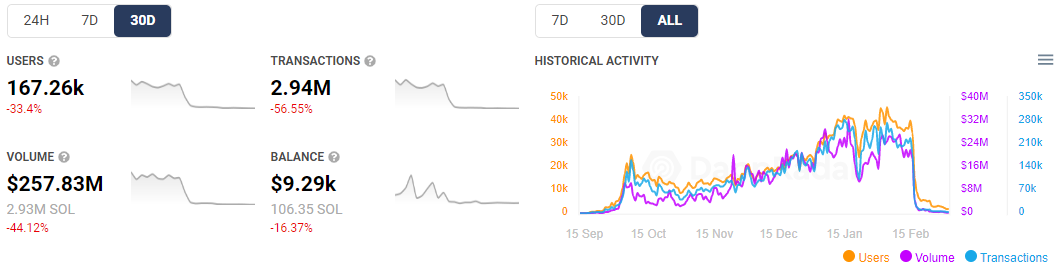 24H 7D 30D
USERS ?
167.26k
-33.4%
TRANSACTIONS ?
2.94M
-56.55%
VOLUME ?
$257.83M
2.93M SOL
-44.12%
BALANCE ?
$9.29k
106.35 SOL
-16.37%
7D 30D ALL
HISTORICAL ACTIVITY
50k $40M 350k
40k $32M 280k
30k $24M 210k
20k $16M 140k
10k $8M 70k
0 $0 0
15 Sep 15 Oct 15 Nov 15 Dec 15 Jan 15 Feb
Users Volume Transactions